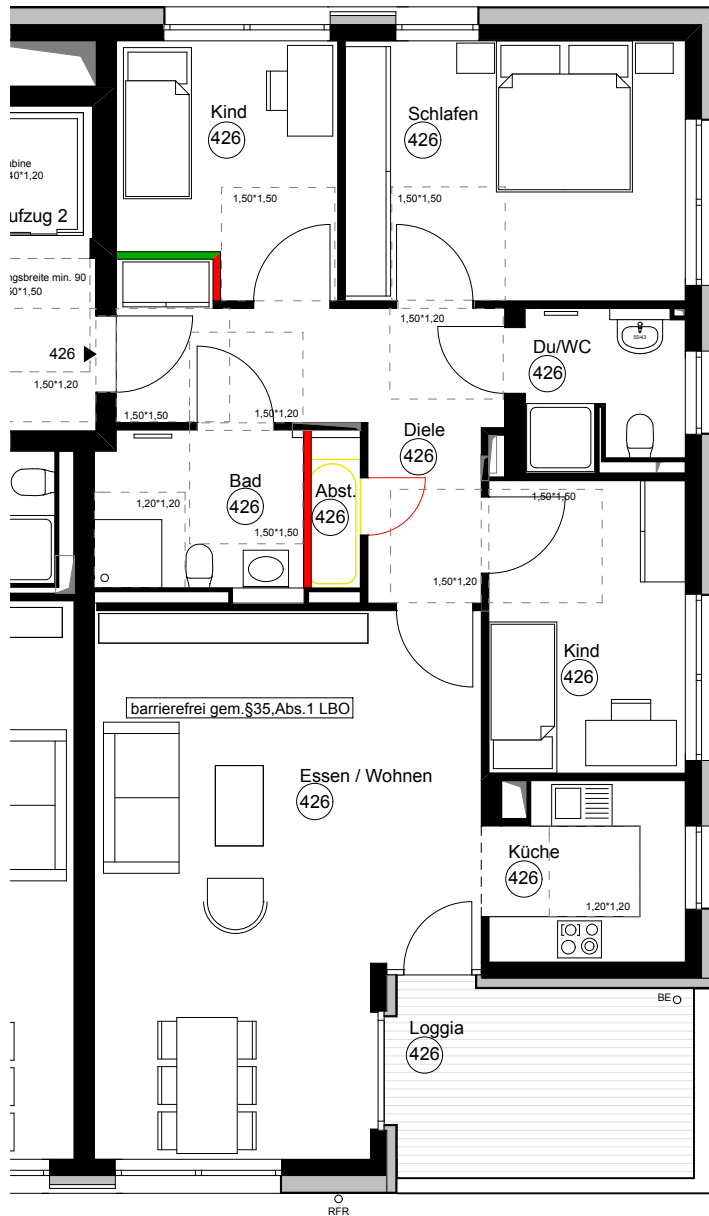 Kind
426
Schlafen
426
abine
40*1,20
ufzug 2
1,50*1,50
1,50*1,50
ngsbreite min. 90
50*1,50
426
1,50*1,20
1,50*1,50
1,50*1,20
1,50*1,20
Du/WC
426
55/43
Diele
426
Bad
426
1,20*1,20
1,50*1,50
Abst.
426
1,50*1,50
1,50*1,20
Kind
426
barrierefrei gem.§35,Abs.1 LBO
Essen / Wohnen
426
Küche
426
1,20*1,20
Loggia
426
BE
RFR